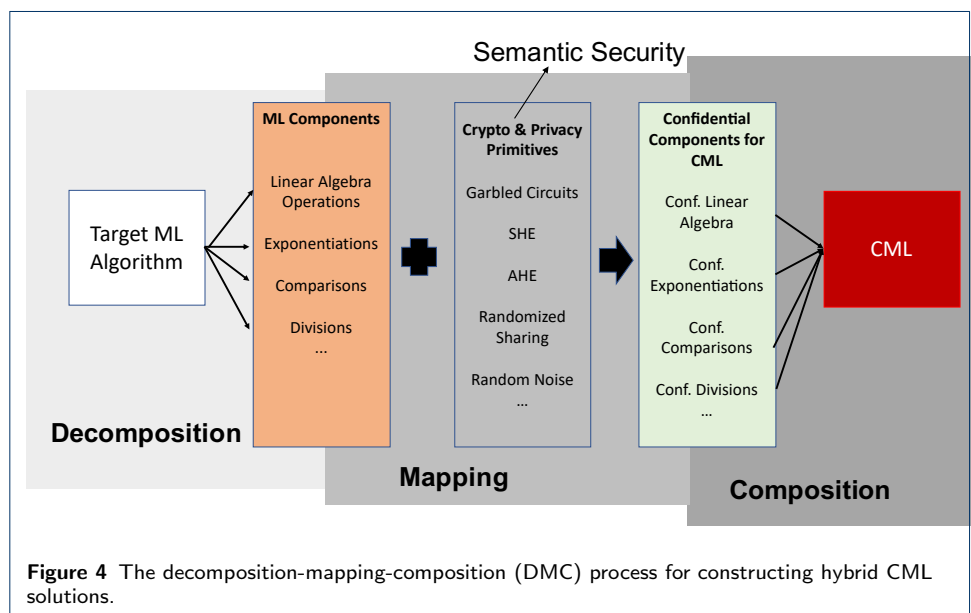 Semantic Security
Target ML
Algorithm
ML Components
Linear Algebra
Operations
Exponentiations
Comparisons
Divisions
...
Crypto & Privacy
Primitives
Garbled Circuits
SHE
AHE
Randomized
Sharing
Random Noise
...
Confidential
Components for
CML
Conf. Linear
Algebra
Conf.
Exponentiations
Conf.
Comparisons
Conf. Divisions
...
CML
Decomposition
Mapping
Composition
Figure 4 The decomposition-mapping-composition (DMC) process for constructing hybrid CML
solutions.